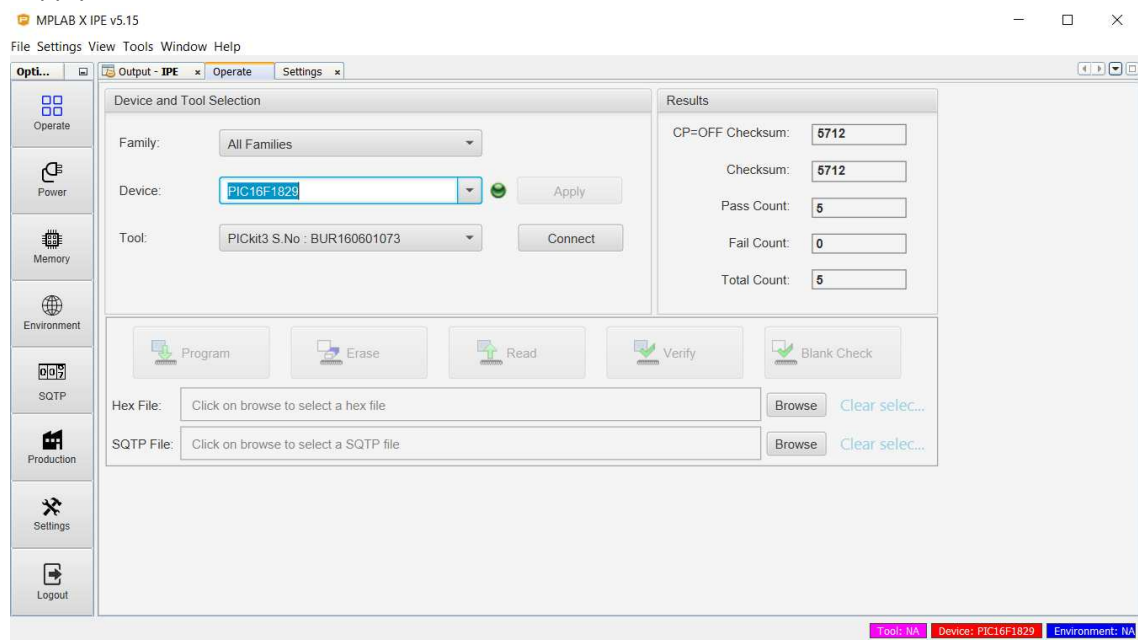 MPLAB X IPE v5.15
File Settings View Tools Window Help
Opti...
Output - IPE x Operate Settings x
Operate
Power
Memory
Environment
SQTP
Production
Settings
Logout
Device and Tool Selection
Family: All Families
Device: PIC16F1829 Apply
Tool: PICkit3 S.No : BUR160601073 Connect
Results
CP=OFF Checksum: 5712
Checksum: 5712
Pass Count: 5
Fail Count: 0
Total Count: 5
Program Erase Read Verify Blank Check
Hex File: Click on browse to select a hex file Browse Clear selec...
SQTP File: Click on browse to select a SQTP file Browse Clear selec...
Tool: NA Device: PIC16F1829 Environment: NA